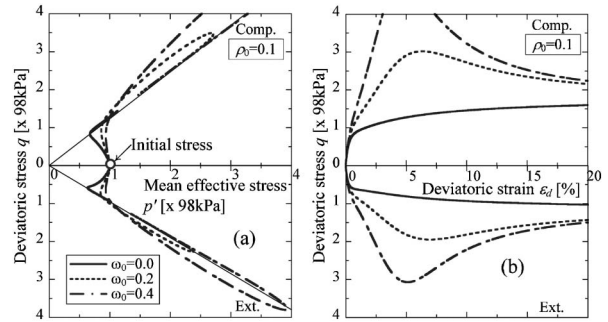 4
3
2
1
0
1
2
3
4
Deviatoric stress q [x 98kPa]
Comp.
ρ₀=0.1
Initial stress
0 1 2 3 4
Mean effective stress
p' [x 98kPa]
(a)
ω₀=0.0
ω₀=0.2
ω₀=0.4
Ext.
4
3
2
1
0
1
2
3
4
Deviatoric stress q [x 98kPa]
Comp.
ρ₀=0.1
0 5 10 15 20
Deviatoric strain ε_d [%]
(b)
Ext.